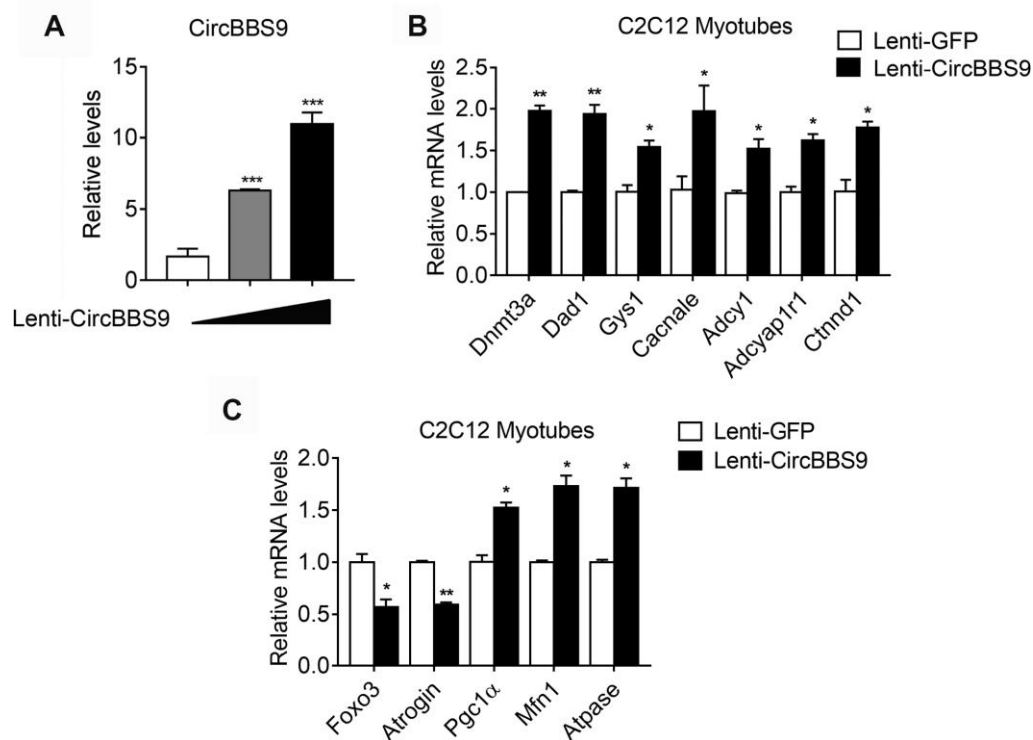 A
CircBBS9
Relative levels
15
10
5
0
***
***
Lenti-CircBBS9
B
C2C12 Myotubes
Lenti-GFP
Lenti-CircBBS9
Relative mRNA levels
2.5
2.0
1.5
1.0
0.5
0.0
** ** * * * * *
Dnmt3a Dad1 Gys1 Cacnale Adcy1 Adcyap1r1 Ctnnd1
C
C2C12 Myotubes
Lenti-GFP
Lenti-CircBBS9
Relative mRNA levels
2.0
1.5
1.0
0.5
0.0
* ** * * *
Foxo3 Atrogin Pgc1α Mfn1 Atpase